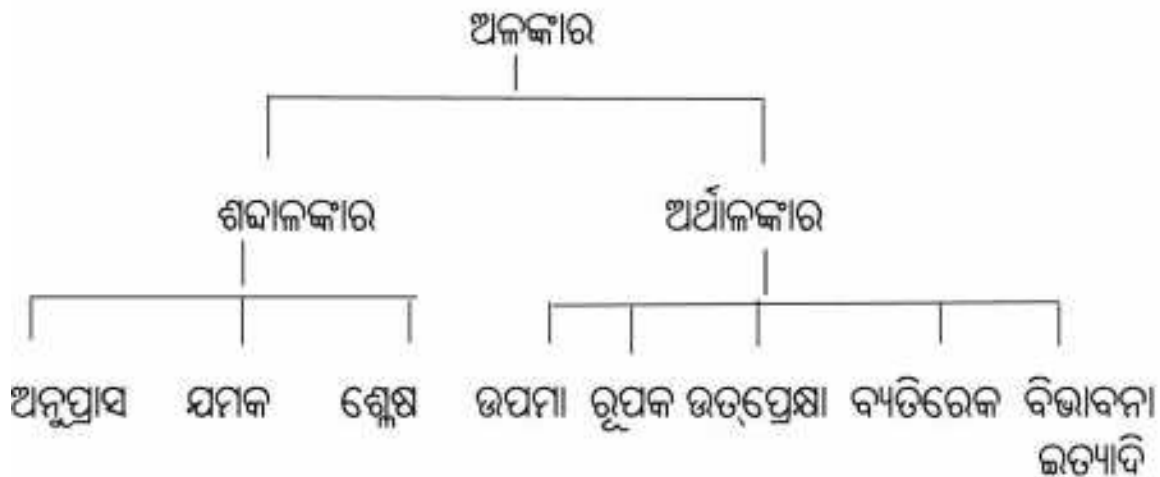 ଅଳଙ୍କାର
ଶବ୍ଦାଳଙ୍କାର ଅର୍ଥାଳଙ୍କାର
ଅନୁପ୍ରାସ ଯମକ ଶ୍ଳେଷ ଉପମା ରୂପକ ଉତ୍‌ପ୍ରେକ୍ଷା ବ୍ୟତିରେକ ବିଭାବନା
ଇତ୍ୟାଦି